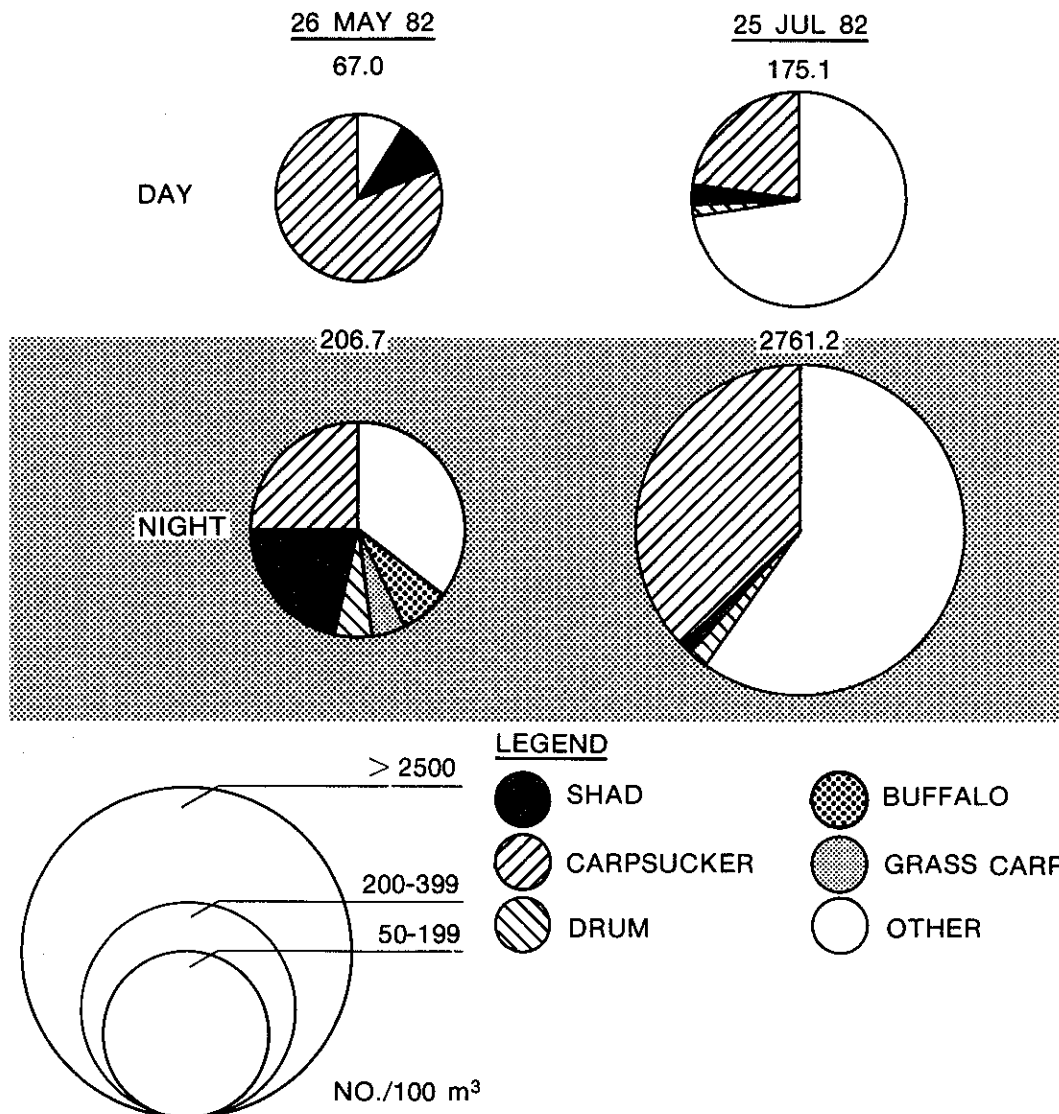 26 MAY 82
25 JUL 82
67.0
175.1
DAY
206.7
2761.2
NIGHT
LEGEND
> 2500
SHAD
BUFFALO
CARPSUCKER
GRASS CARP
200-399
50-199
DRUM
OTHER
NO./100 m³